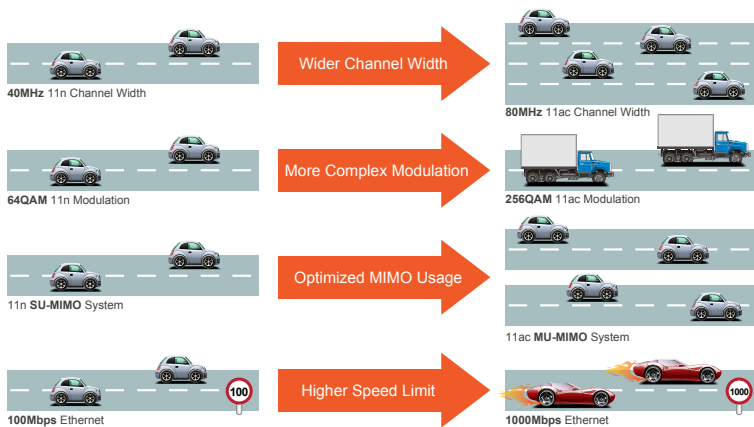 Wider Channel Width
40MHz 11n Channel Width
80MHz 11ac Channel Width
More Complex Modulation
64QAM 11n Modulation
256QAM 11ac Modulation
Optimized MIMO Usage
11n SU-MIMO System
11ac MU-MIMO System
Higher Speed Limit
100
1000
100Mbps Ethernet
1000Mbps Ethernet